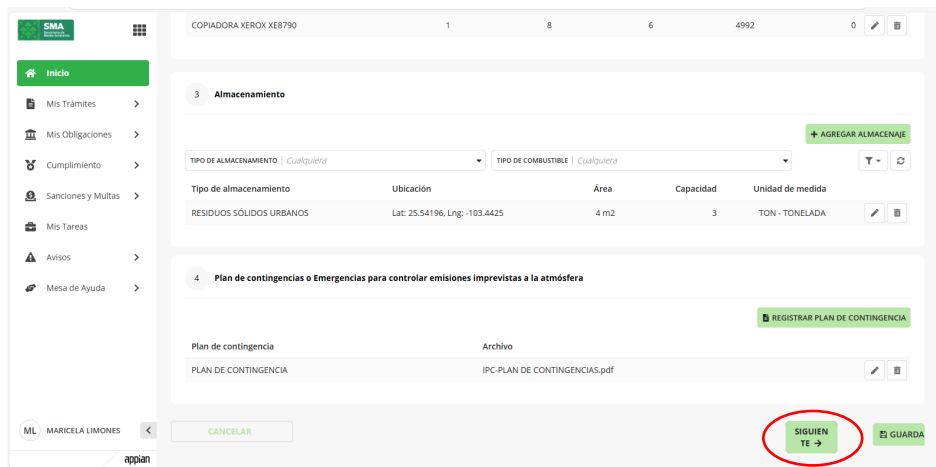 SMA
Secretaría de
Medio Ambiente
COPIADORA XEROX XE8790 1 8 6 4992 0
Inicio
Mis Trámites
Mis Obligaciones
Cumplimiento
Sanciones y Multas
Mis Tareas
Avisos
Mesa de Ayuda
3 Almacenamiento
+ AGREGAR ALMACENAJE
TIPO DE ALMACENAMIENTO | Cualquiera TIPO DE COMBUSTIBLE | Cualquiera
Tipo de almacenamiento Ubicación Área Capacidad Unidad de medida
RESIDUOS SÓLIDOS URBANOS Lat: 25.54196, Lng: -103.4425 4 m2 3 TON - TONELADA
4 Plan de contingencias o Emergencias para controlar emisiones imprevistas a la atmósfera
REGISTRAR PLAN DE CONTINGENCIA
Plan de contingencia Archivo
PLAN DE CONTINGENCIA IPC-PLAN DE CONTINGENCIAS.pdf
ML MARICELA LIMONES
CANCELAR
SIGUIEN
TE →
GUARDA
appian